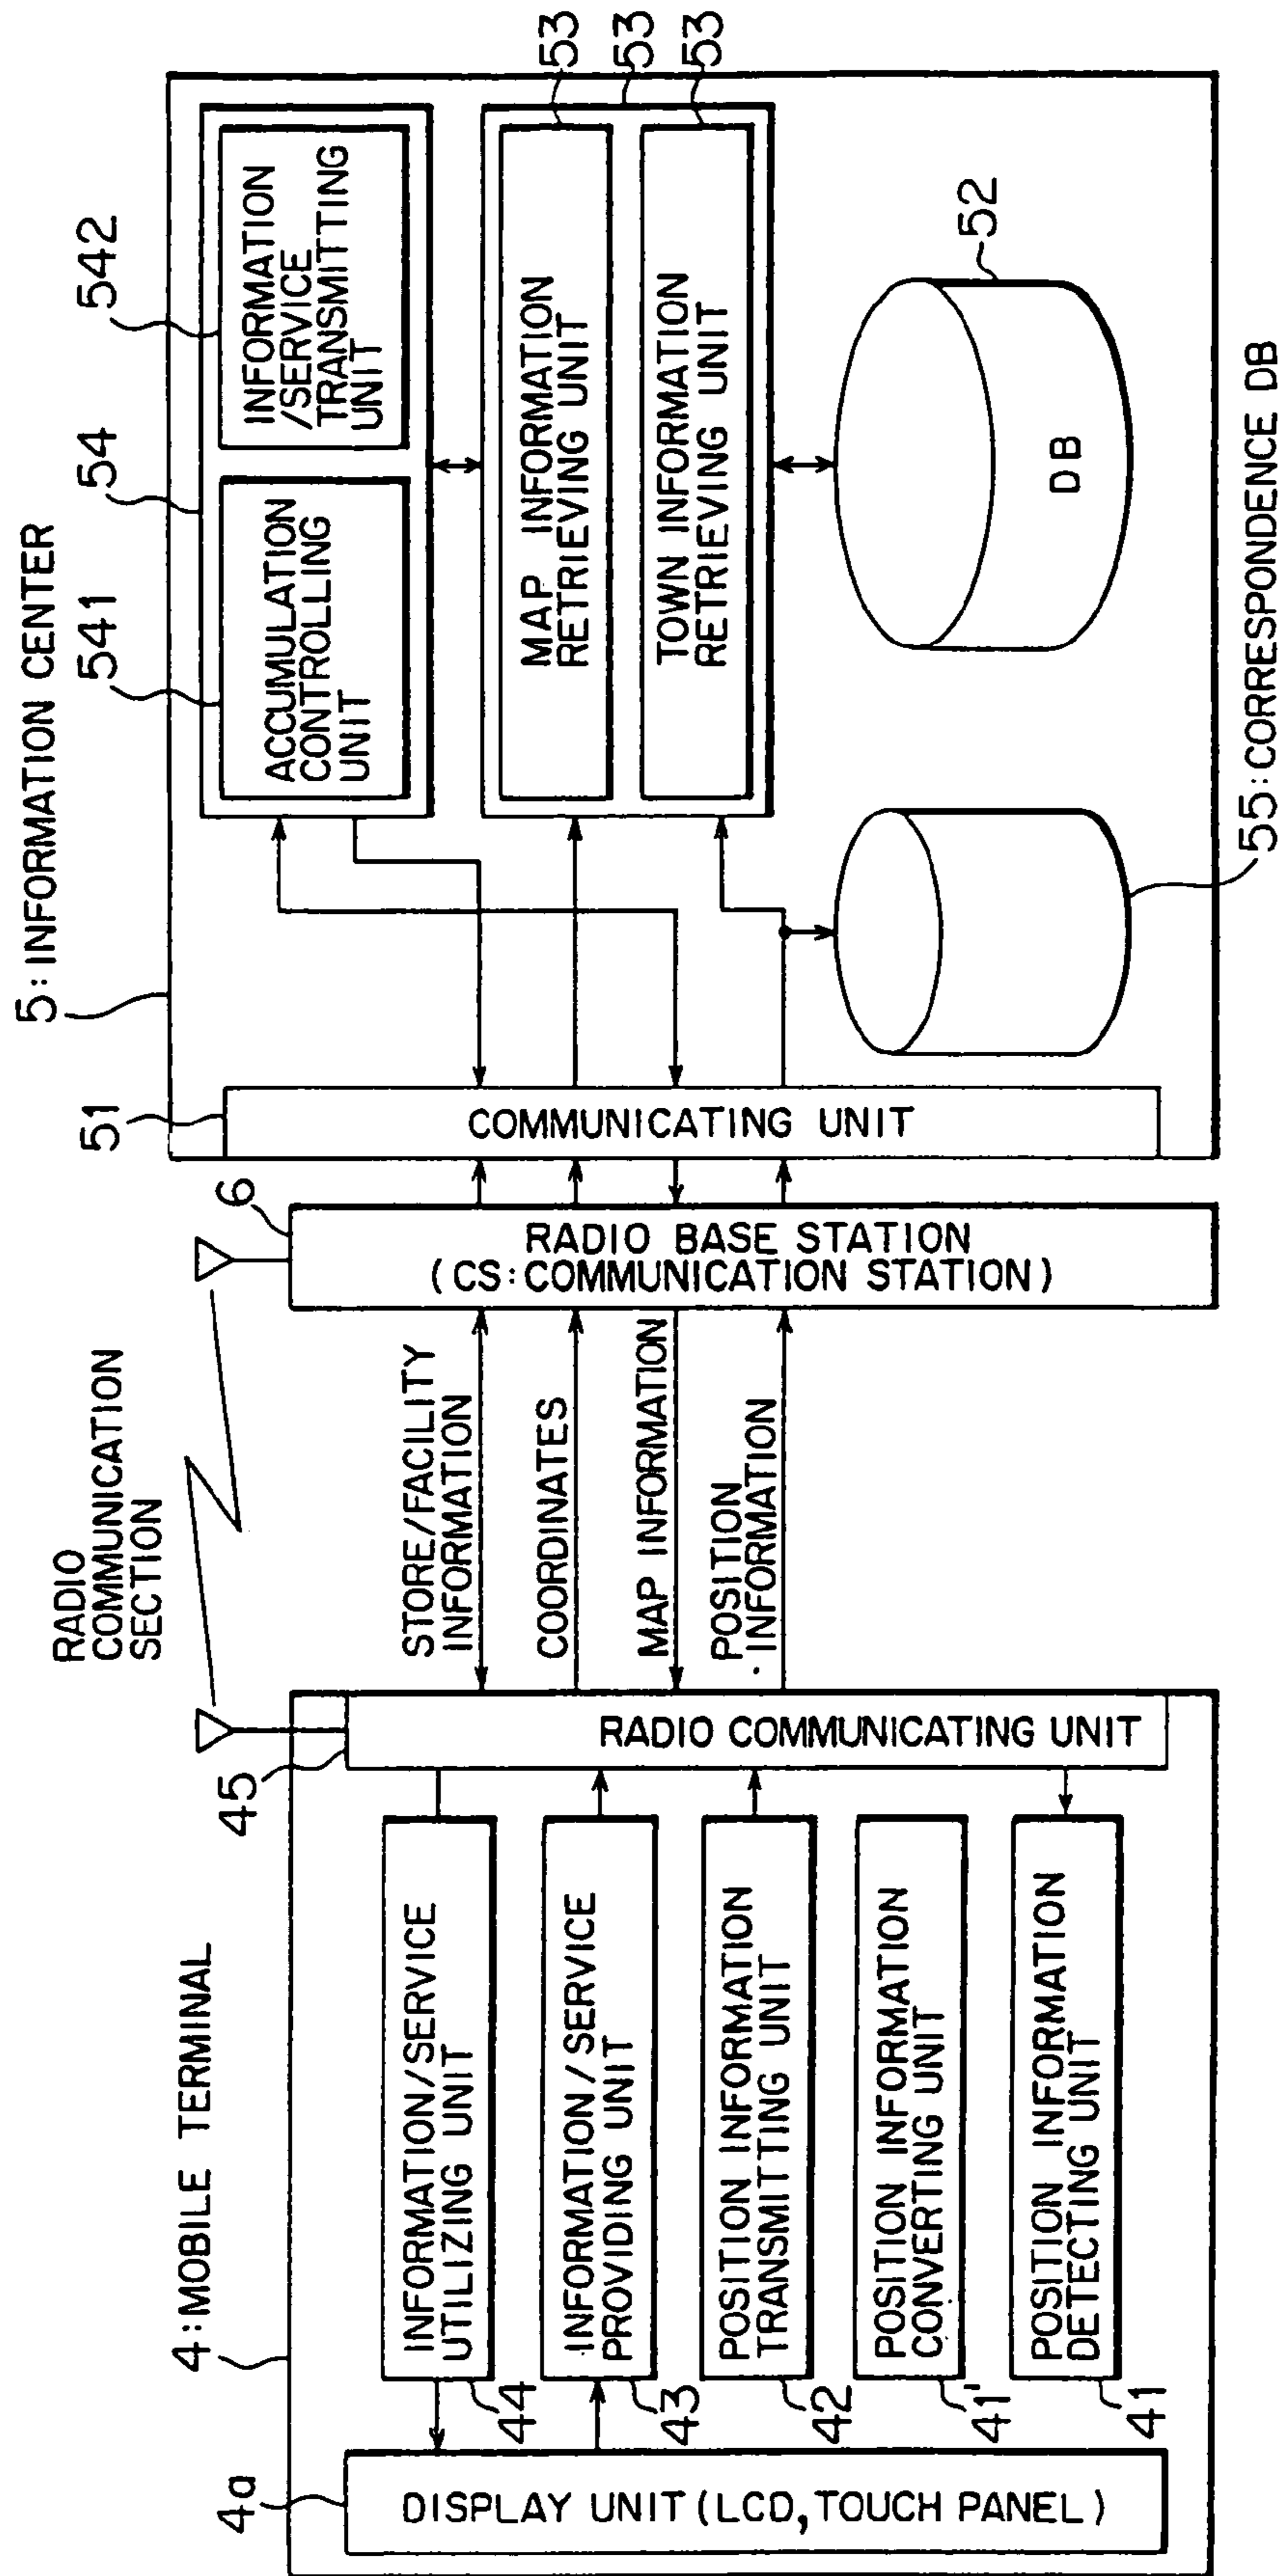 4:MOBILE TERMINAL
4a
DISPLAY UNIT (LCD, TOUCH PANEL)
INFORMATION/SERVICE
UTILIZING UNIT
44
INFORMATION/SERVICE
PROVIDING UNIT
43
POSITION INFORMATION
TRANSMITTING UNIT
42
POSITION INFORMATION
CONVERTING UNIT
41'
POSITION INFORMATION
DETECTING UNIT
41
45
RADIO COMMUNICATING UNIT
RADIO
COMMUNICATION
SECTION
STORE/FACILITY
INFORMATION
COORDINATES
MAP INFORMATION
POSITION
INFORMATION
6
RADIO BASE STATION
(CS:COMMUNICATION STATION)
5:INFORMATION CENTER
51
COMMUNICATING UNIT
541
54
542
ACCUMULATION
CONTROLLING
UNIT
INFORMATION
/SERVICE
TRANSMITTING
UNIT
MAP INFORMATION
RETRIEVING UNIT
53
53
TOWN INFORMATION
RETRIEVING UNIT
53
DB
52
55:CORRESPONDENCE DB